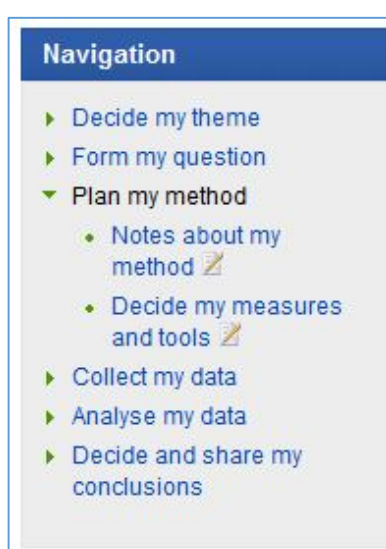 Navigation
Decide my theme
Form my question
Plan my method
Notes about my
method
Decide my measures
and tools
Collect my data
Analyse my data
Decide and share my
conclusions